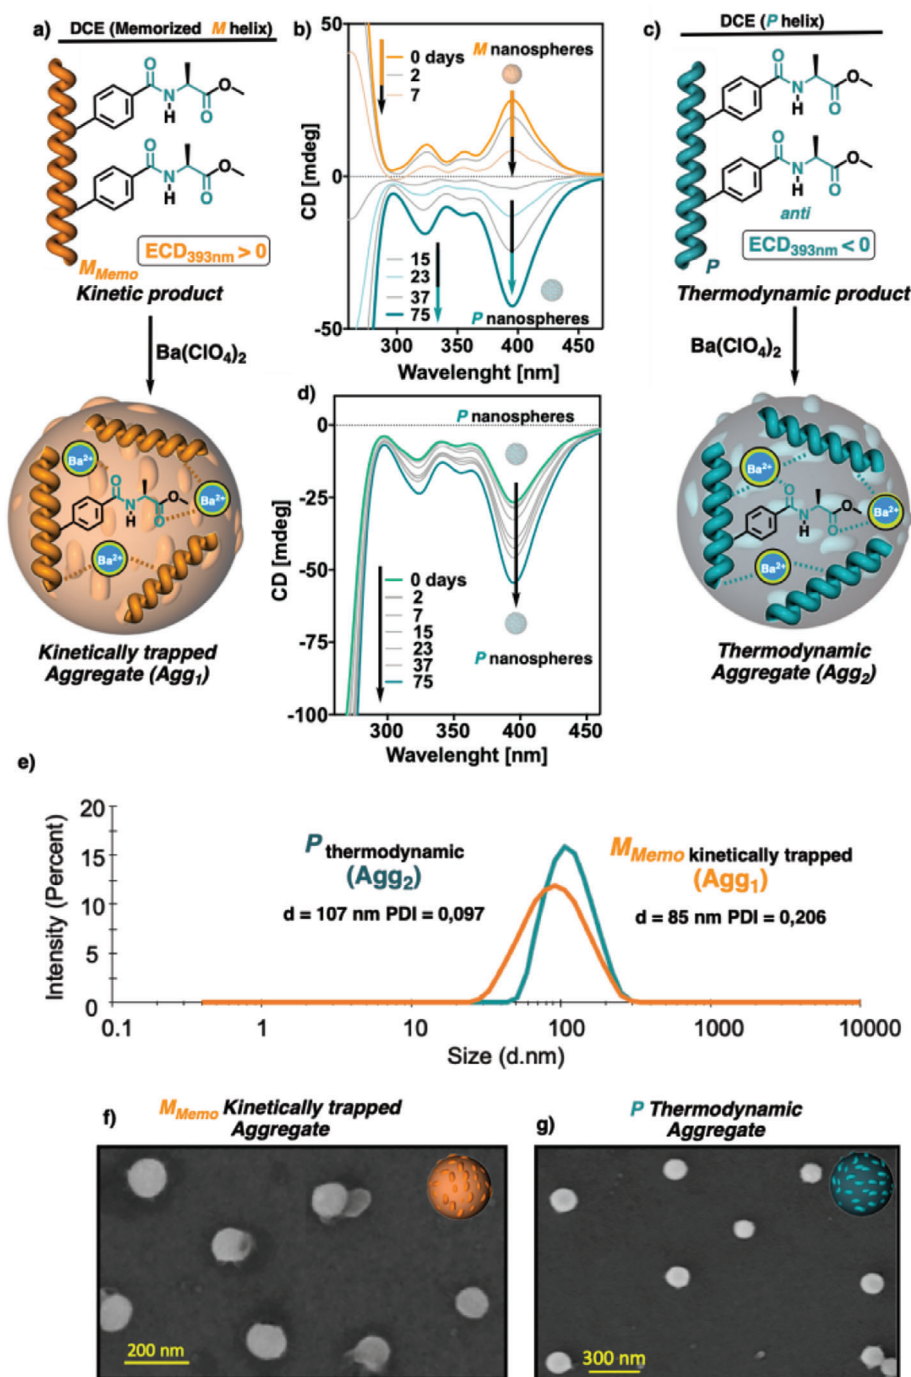 a)
DCE (Memorized M helix)
O
N
H
O
O
O
N
H
O
O
ECD393nm > 0
MMemo
Kinetic product
Ba(ClO4)2
Ba2+
O
N
H
O
O
Ba2+
Ba2+
Kinetically trapped
Aggregate (Agg1)
b)
50
0
-50
CD [mdeg]
0 days
2
7
M nanospheres
15
23
37
75
P nanospheres
300
350
400
450
Wavelenght [nm]
c)
DCE (P helix)
O
N
H
O
O
O
N
H
O
O
anti
ECD393nm < 0
P
Thermodynamic product
Ba(ClO4)2
Ba2+
O
N
H
O
O
Ba2+
Ba2+
Thermodynamic
Aggregate (Agg2)
d)
0
-25
-50
-75
-100
CD [mdeg]
P nanospheres
0 days
2
7
15
23
37
75
P nanospheres
300
350
400
450
Wavelenght [nm]
e)
20
15
10
5
0
Intensity (Percent)
P thermodynamic
(Agg2)
d = 107 nm PDI = 0,097
MMemo kinetically trapped
(Agg1)
d = 85 nm PDI = 0,206
0.1
1
10
100
1000
10000
Size (d.nm)
f)
MMemo Kinetically trapped
Aggregate
200 nm
g)
P Thermodynamic
Aggregate
300 nm